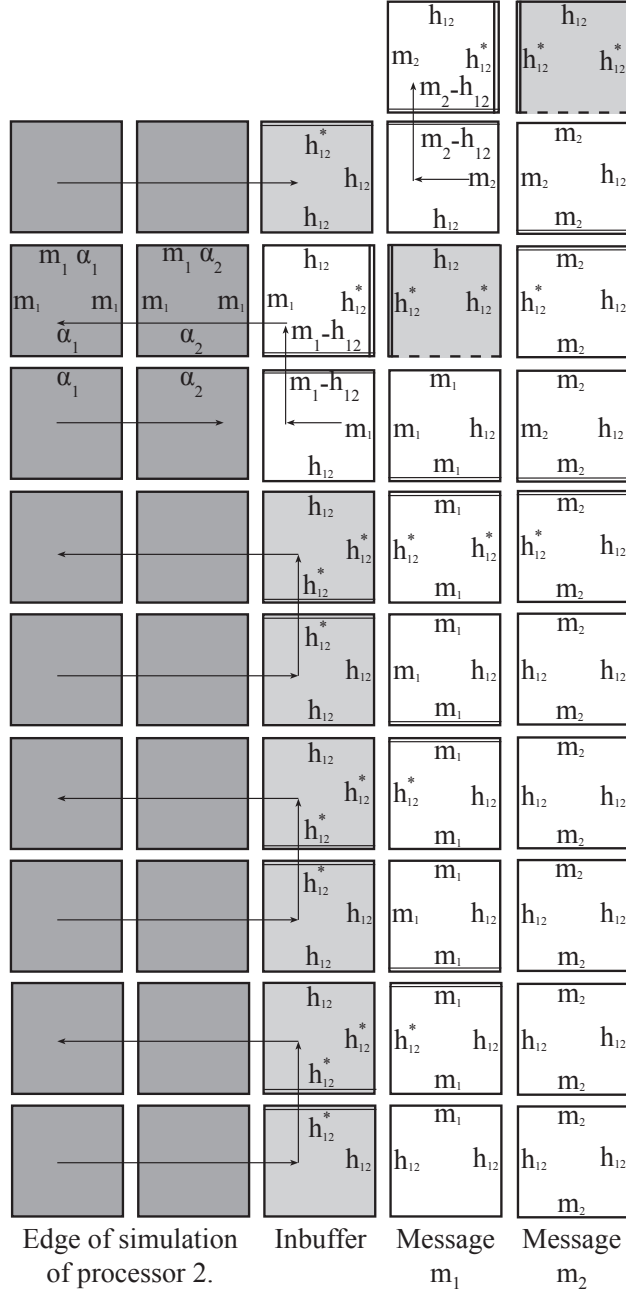 h₁₂ h₁₂
m₂ h*₁₂ h*₁₂ h*₁₂
m₂-h₁₂
h*₁₂ m₂-h₁₂ m₂
h₁₂ m₂ m₂ h₁₂
h₁₂ h₁₂ m₂
m₁ α₁ m₁ α₂ h₁₂ h₁₂ m₂
m₁ m₁ m₁ m₁ m₁ h*₁₂ h*₁₂ h*₁₂ h*₁₂ h₁₂
α₁ α₂ m₁-h₁₂ m₂
α₁ α₂ m₁-h₁₂ m₁ m₂
m₁ m₁ h₁₂ m₂ h₁₂
h₁₂ m₁ m₂
h₁₂ m₁ m₂
h*₁₂ h*₁₂ h*₁₂ h*₁₂ h₁₂
h*₁₂ m₁ m₂
h*₁₂ m₁ m₂
h₁₂ m₁ h₁₂ h₁₂ h₁₂
h₁₂ m₁ m₂
h₁₂ m₁ m₂
h*₁₂ h*₁₂ h₁₂ h₁₂ h₁₂
h*₁₂ m₁ m₂
h*₁₂ m₁ m₂
h₁₂ m₁ h₁₂ h₁₂ h₁₂
h₁₂ m₁ m₂
h₁₂ m₁ m₂
h*₁₂ h*₁₂ h₁₂ h₁₂ h₁₂
h*₁₂ m₁ m₂
h*₁₂ m₁ m₂
h₁₂ h₁₂ h₁₂ h₁₂ h₁₂
m₂
Edge of simulation Inbuffer Message Message
of processor 2. m₁ m₂